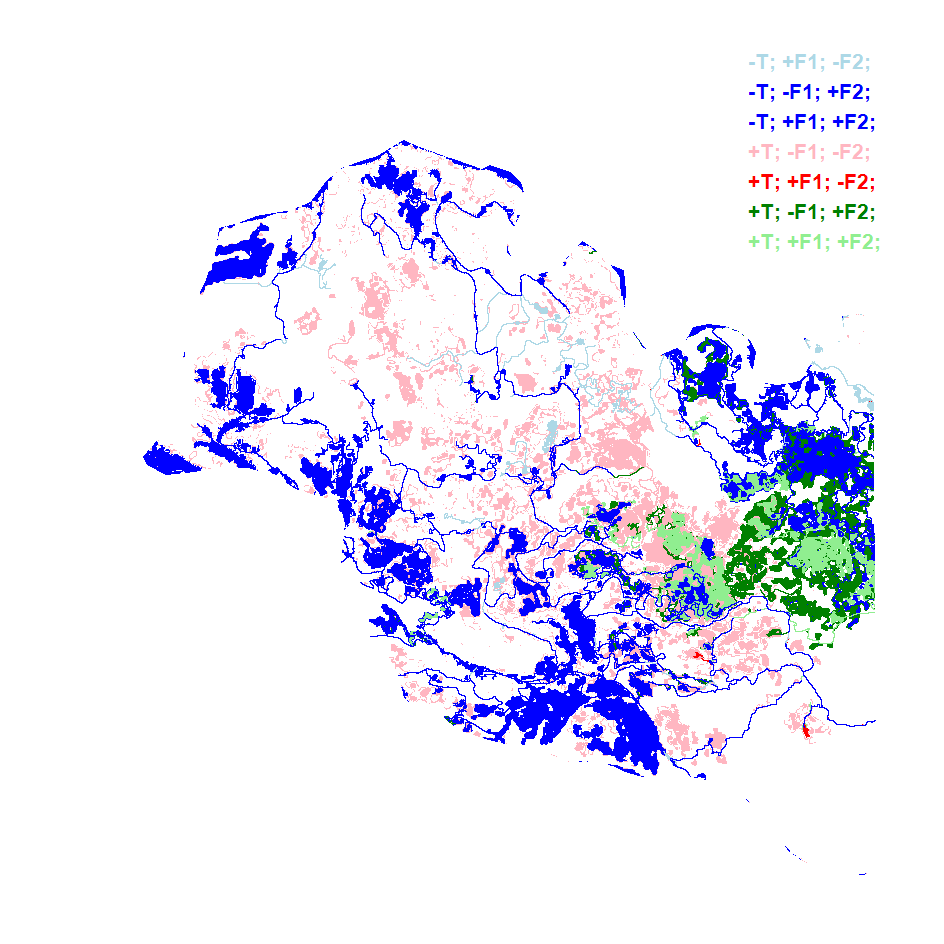 -T; +F1; -F2;
-T; -F1; +F2;
-T; +F1; +F2;
+T; -F1; -F2;
+T; +F1; -F2;
+T; -F1; +F2;
+T; +F1; +F2;